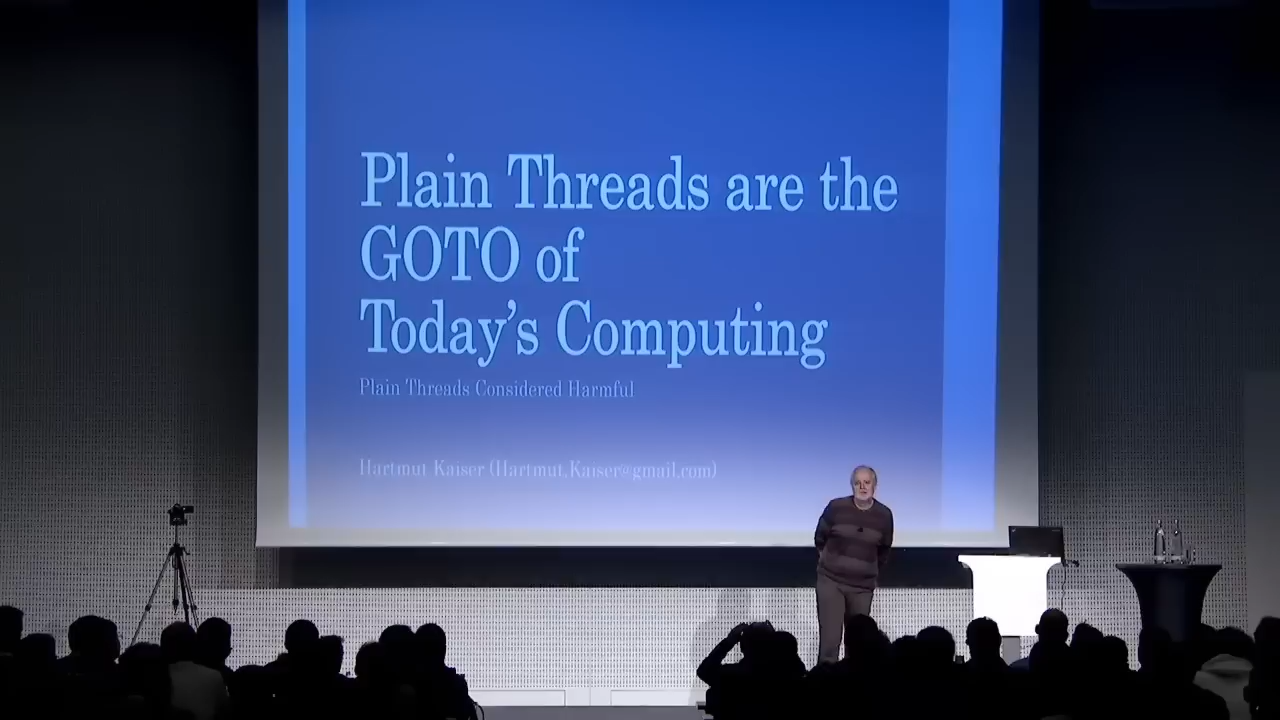 Plain Threads are the
GOTO of
Today's Computing
Plain Threads Considered Harmful
Hartmut Kaiser (Hartmut.Kaiser@gmail.com)